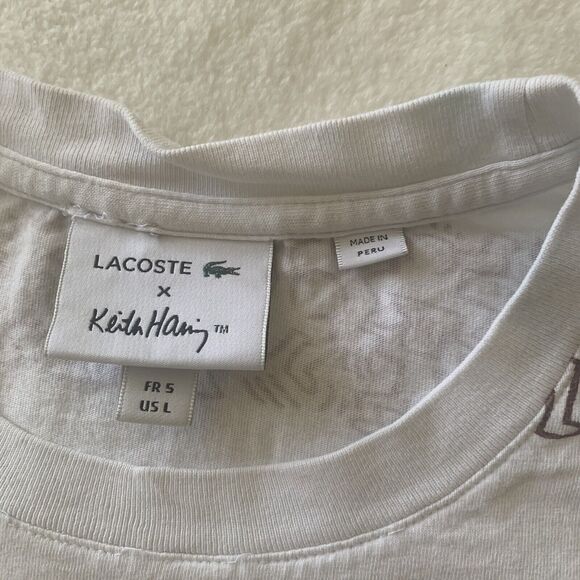 LACOSTE
x
Keith Haring™
FR 5
US L
MADE IN
PERU